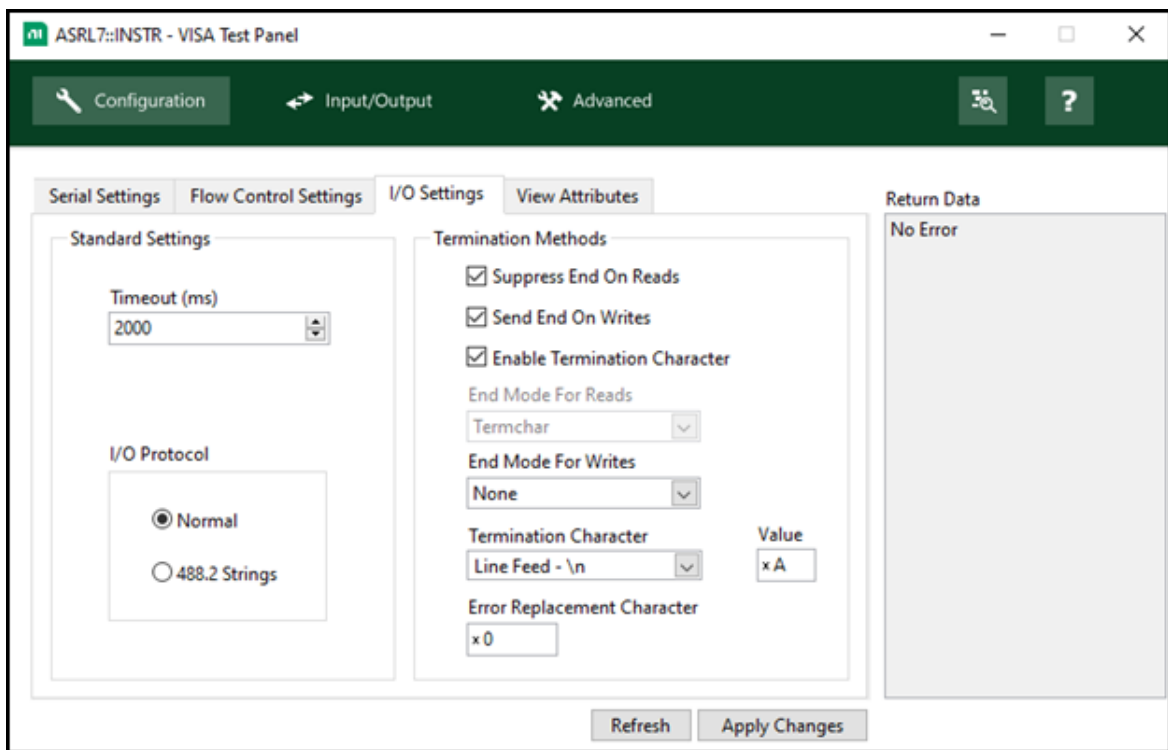 ASRL7::INSTR - VISA Test Panel
Configuration
Input/Output
Advanced
?
Serial Settings
Flow Control Settings
I/O Settings
View Attributes
Standard Settings
Timeout (ms)
2000
I/O Protocol
Normal
488.2 Strings
Termination Methods
Suppress End On Reads
Send End On Writes
Enable Termination Character
End Mode For Reads
Termchar
End Mode For Writes
None
Termination Character
Line Feed - \n
Value
x A
Error Replacement Character
x 0
Return Data
No Error
Refresh
Apply Changes